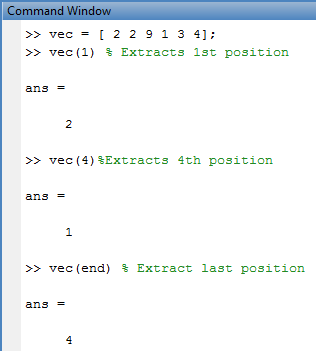 Command Window
>> vec = [ 2 2 9 1 3 4];
>> vec(1) % Extracts 1st position
ans =
2
>> vec(4)%Extracts 4th position
ans =
1
>> vec(end) % Extract last position
ans =
4